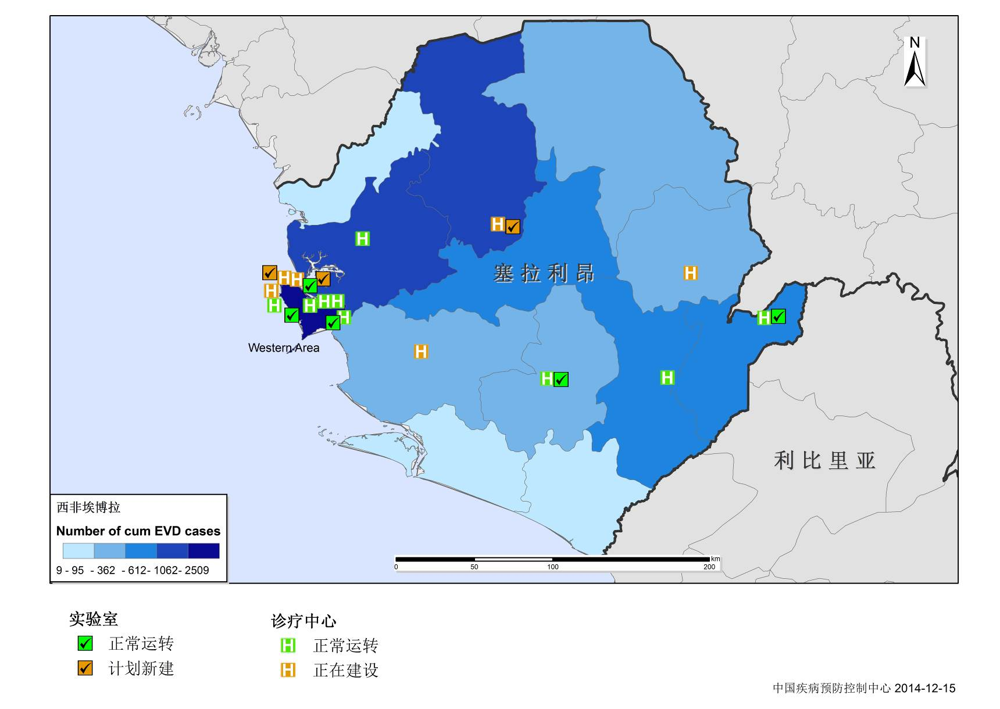 N
塞拉利昂
Western Area
利比里亚
西非埃博拉
Number of cum EVD cases
9 - 95 - 362 - 612 - 1062 - 2509
km
0 50 100 200
实验室
正常运转
计划新建
诊疗中心
正常运转
正在建设
中国疾病预防控制中心 2014-12-15